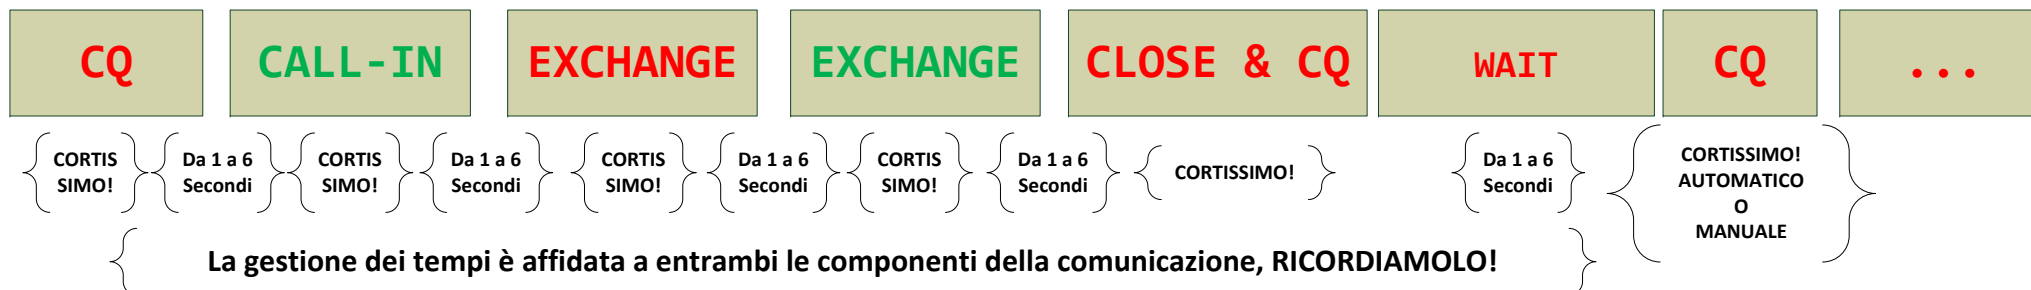 CQ
CALL-IN
EXCHANGE
EXCHANGE
CLOSE & CQ
WAIT
CQ
...
CORTIS
SIMO!
Da 1 a 6
Secondi
CORTIS
SIMO!
Da 1 a 6
Secondi
CORTIS
SIMO!
Da 1 a 6
Secondi
CORTIS
SIMO!
Da 1 a 6
Secondi
CORTISSIMO!
Da 1 a 6
Secondi
CORTISSIMO!
AUTOMATICO
O
MANUALE
La gestione dei tempi è affidata a entrambi le componenti della comunicazione, RICORDIAMOLO!